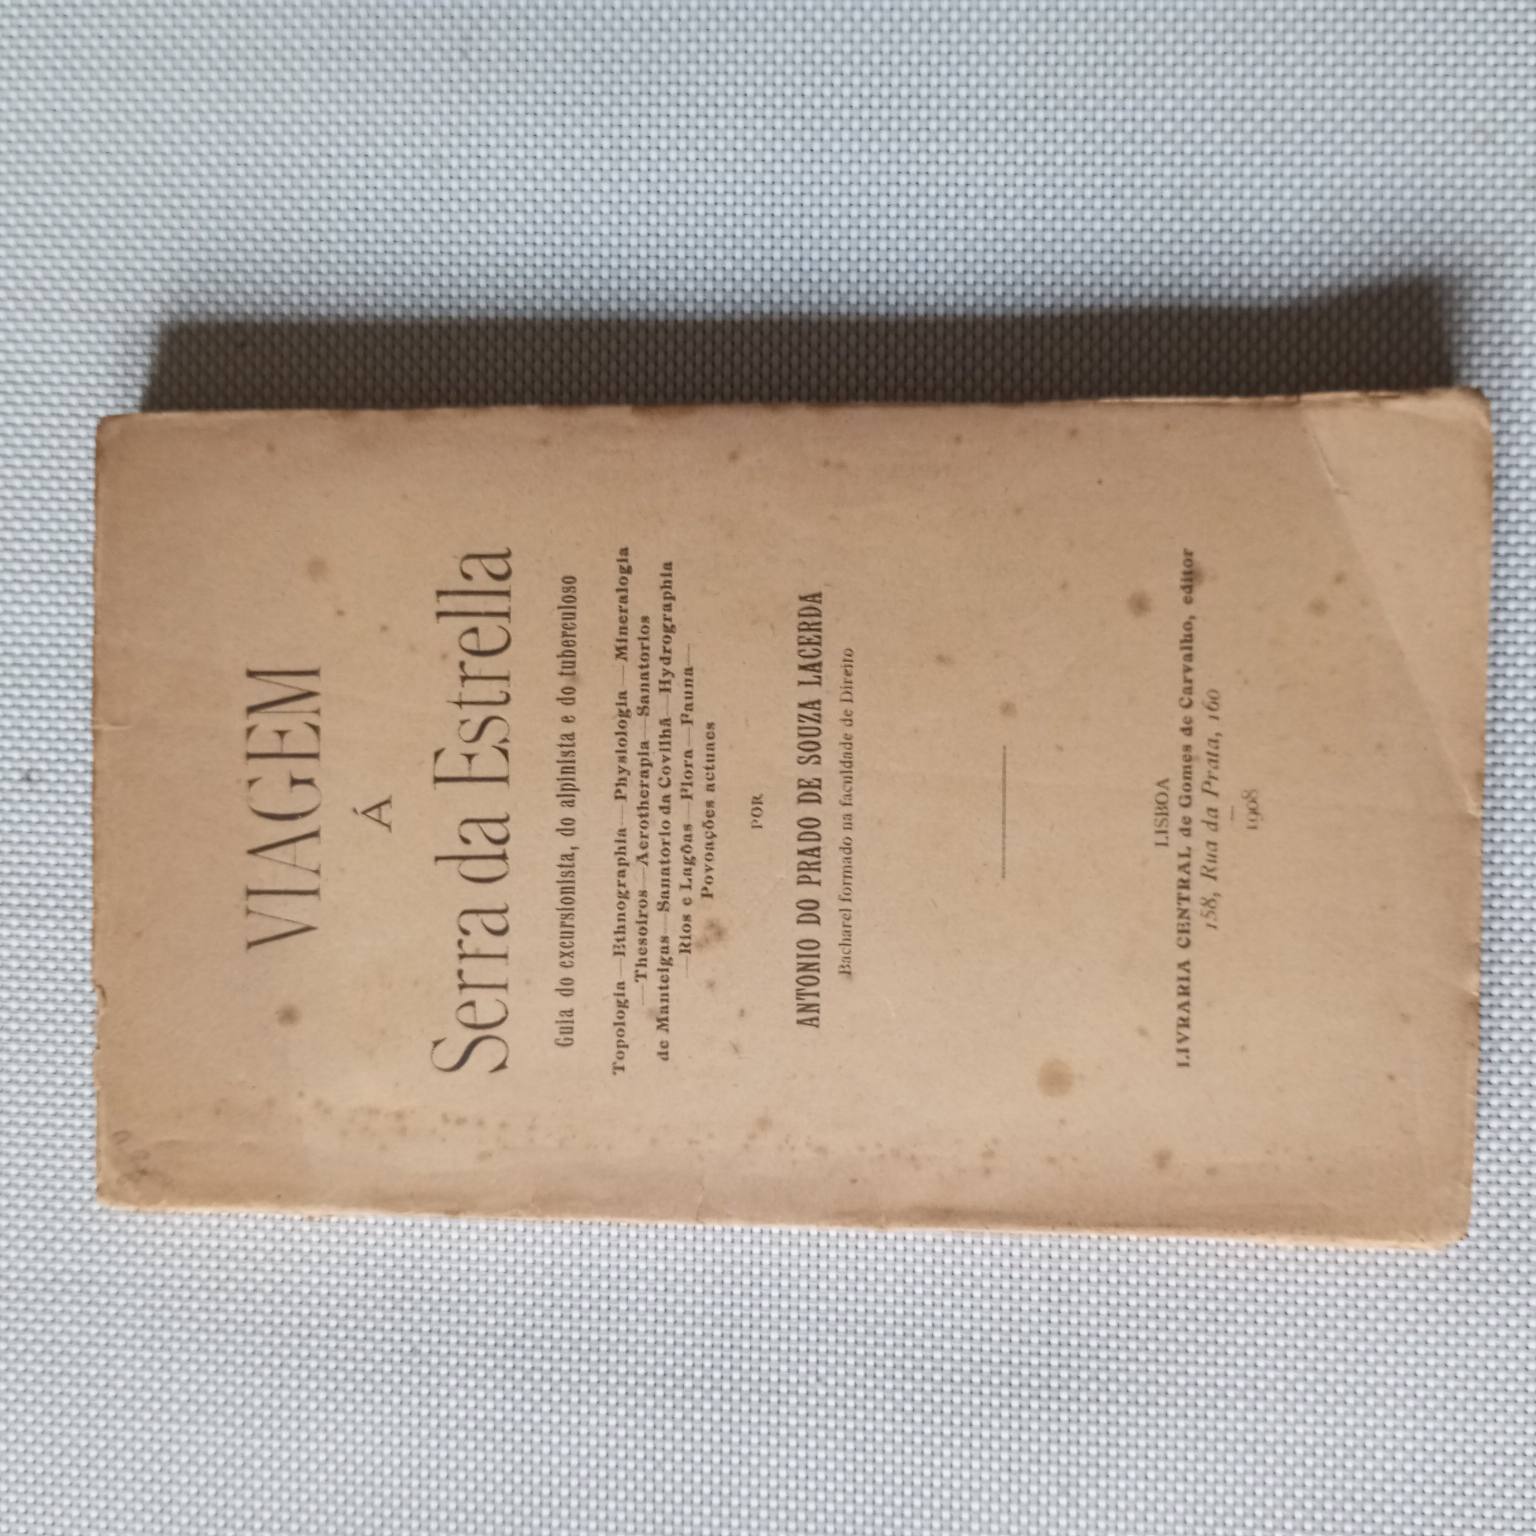 VIAGEM
Á
Serra da Estrella
Guia do excursionista, do alpinista e do tuberculoso
Topologia—Ethnographia—Physiologia—Mineralogia
—Thesoiros—Aerotherapia—Sanatorios
de Manteigas—Sanatorio da Covilhã—Hydrographia
—Rios e Lagôas—Flora—Fauna—
Povoações actuaes
POR
ANTONIO DO PRADO DE SOUZA LACERDA
Bacharel formado na faculdade de Direito
LISBOA
LIVRARIA CENTRAL de Gomes de Carvalho, editor
158, Rua da Prata, 160
—
1908